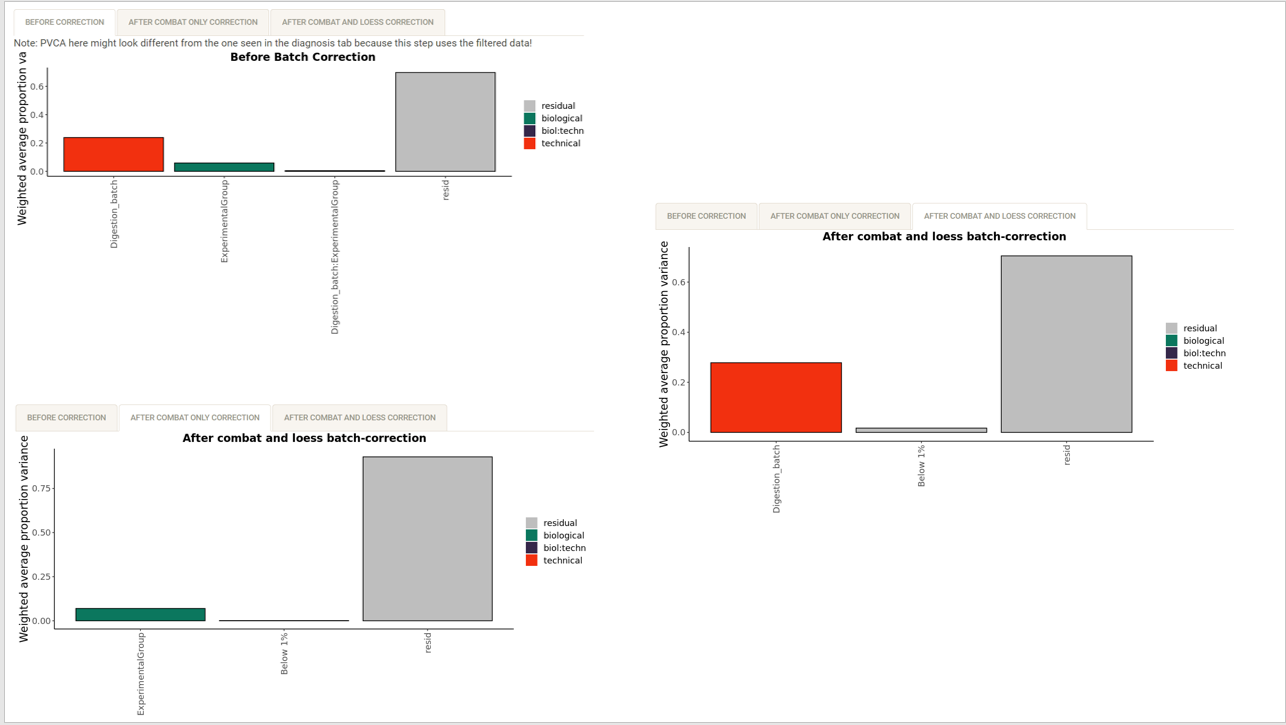 BEFORE CORRECTION AFTER COMBAT ONLY CORRECTION AFTER COMBAT AND LOESS CORRECTION
Note: PVCA here might look different from the one seen in the diagnosis tab because this step uses the filtered data!
Before Batch Correction
Weighted average proportion va
0.6
0.4
0.2
0.0
Digestion_batch
ExperimentalGroup
Digestion_batch:ExperimentalGroup
resid
residual
biological
biol:techn
technical
BEFORE CORRECTION AFTER COMBAT ONLY CORRECTION AFTER COMBAT AND LOESS CORRECTION
After combat and loess batch-correction
Weighted average proportion variance
0.6
0.4
0.2
0.0
Digestion_batch
Below 1%
resid
residual
biological
biol:techn
technical
BEFORE CORRECTION AFTER COMBAT ONLY CORRECTION AFTER COMBAT AND LOESS CORRECTION
After combat and loess batch-correction
Weighted average proportion variance
0.75
0.50
0.25
0.00
ExperimentalGroup
Below 1%
resid
residual
biological
biol:techn
technical